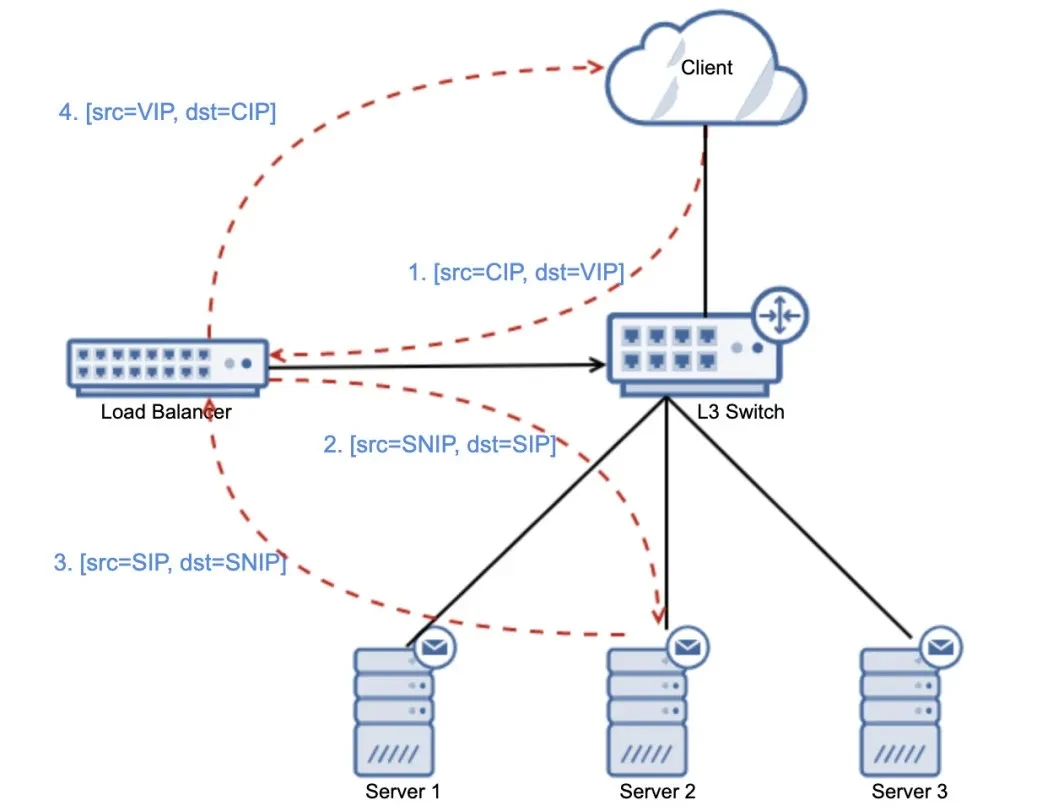 Client
4. [src=VIP, dst=CIP]
1. [src=CIP, dst=VIP]
Load Balancer
L3 Switch
2. [src=SNIP, dst=SIP]
3. [src=SIP, dst=SNIP]
Server 1
Server 2
Server 3